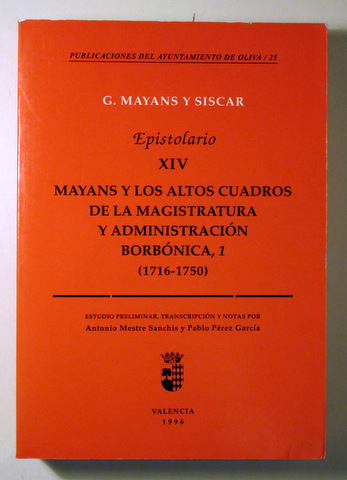 PUBLICACIONES DEL AYUNTAMIENTO DE OLIVA / 25
G. MAYANS Y SISCAR
Epistolario
XIV
MAYANS Y LOS ALTOS CUADROS
DE LA MAGISTRATURA
Y ADMINISTRACIÓN
BORBÓNICA, 1
(1716-1750)
ESTUDIO PRELIMINAR, TRANSCRIPCIÓN Y NOTAS POR
Antonio Mestre Sanchis y Pablo Pérez García
VALENCIA
1996